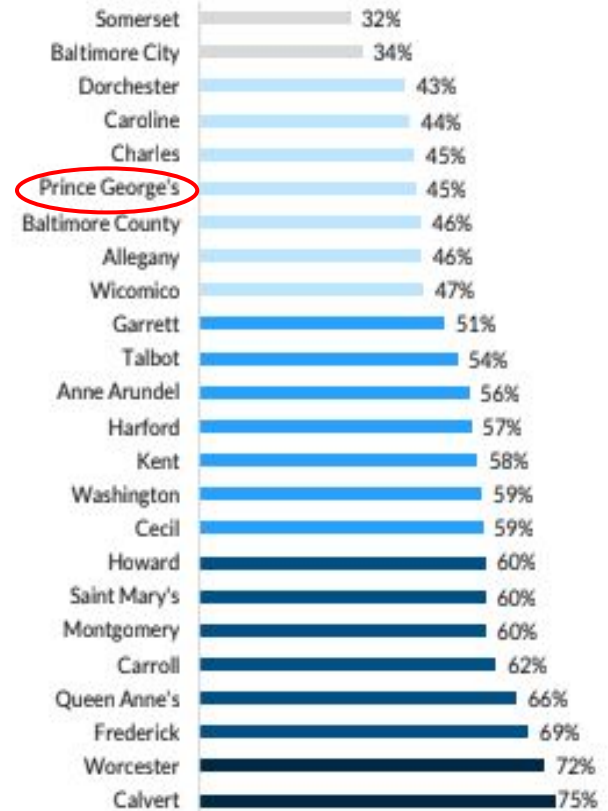 Somerset 32%
Baltimore City 34%
Dorchester 43%
Caroline 44%
Charles 45%
Prince George's 45%
Baltimore County 46%
Allegany 46%
Wicomico 47%
Garrett 51%
Talbot 54%
Anne Arundel 56%
Harford 57%
Kent 58%
Washington 59%
Cecil 59%
Howard 60%
Saint Mary's 60%
Montgomery 60%
Carroll 62%
Queen Anne's 66%
Frederick 69%
Worcester 72%
Calvert 75%